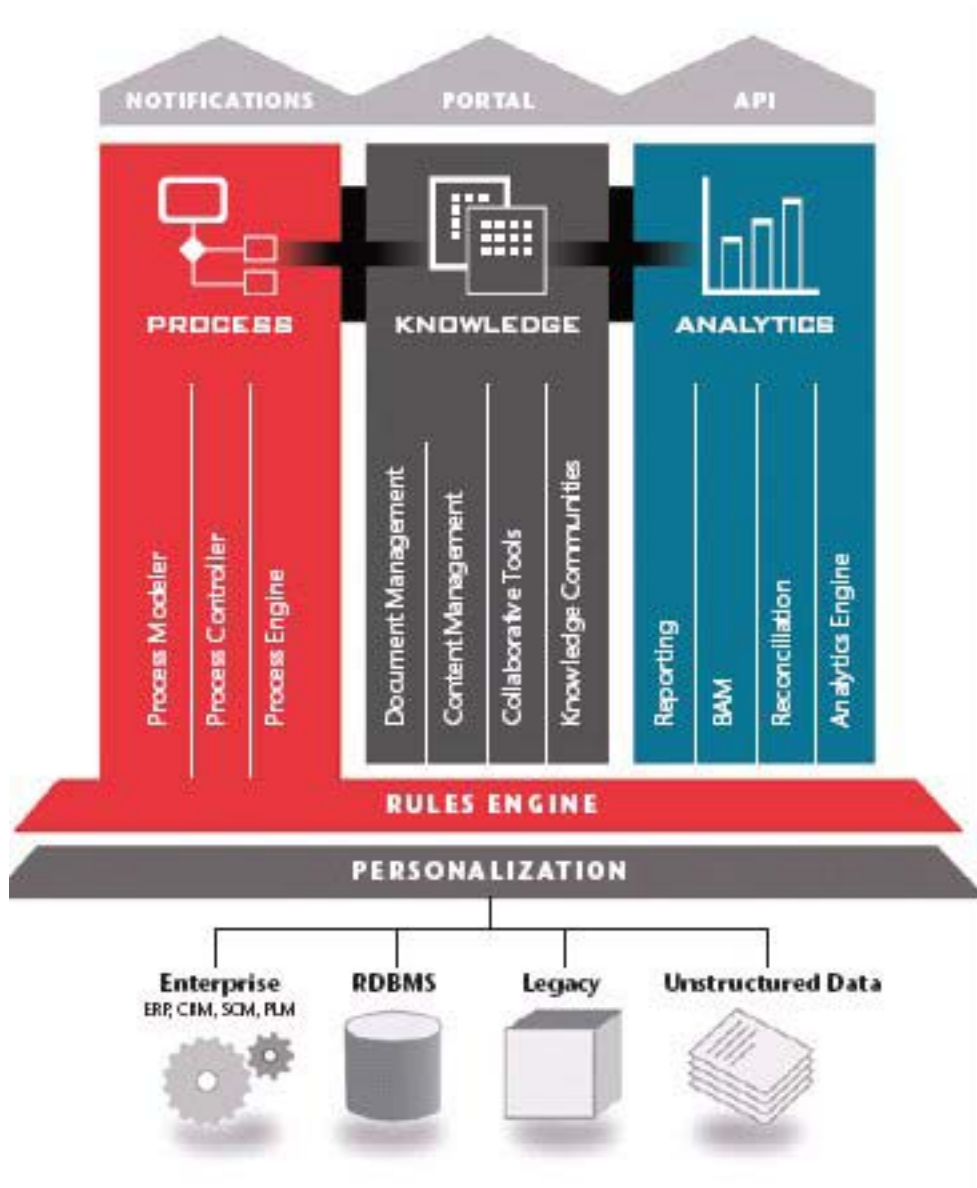 NOTIFICATIONS
PORTAL
API
PROCESS
KNOWLEDGE
ANALYTICS
Process Modeler
Process Controller
Process Engine
Document Management
Content Management
Collaborative Tools
Knowledge Communities
Reporting
BAM
Reconciliation
Analytics Engine
RULES ENGINE
PERSONALIZATION
Enterprise
ERP, CRM, SCM, PLM
RDBMS
Legacy
Unstructured Data